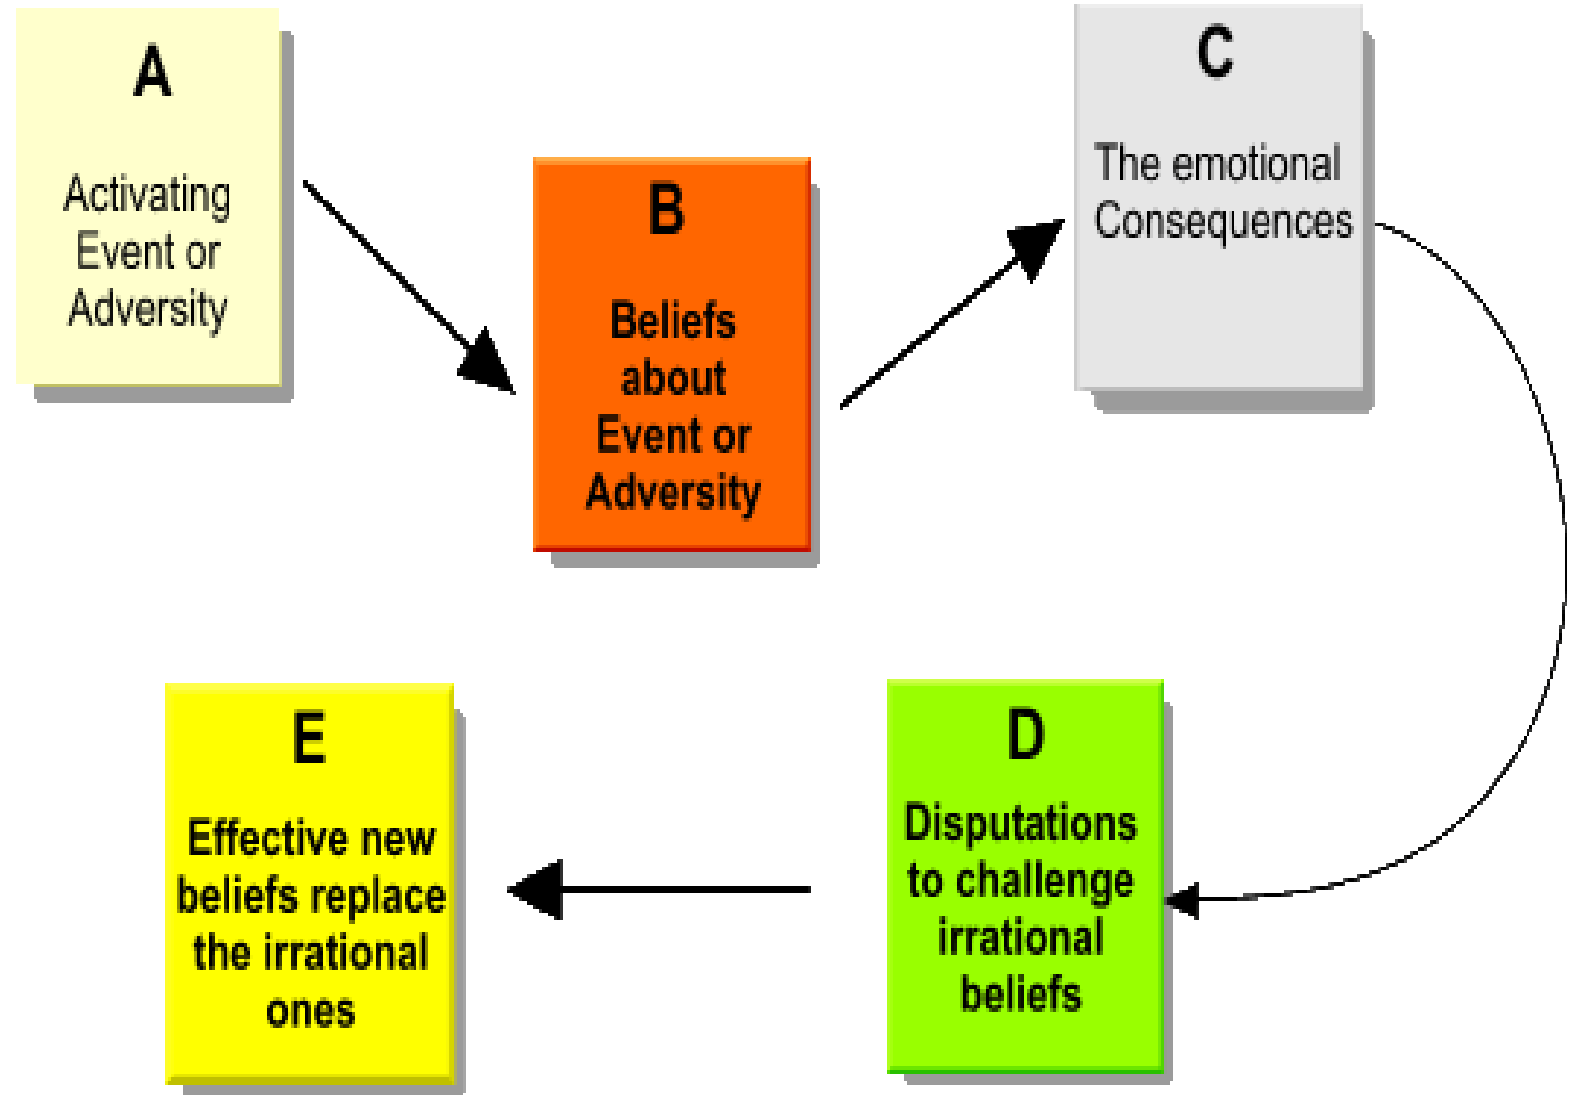 A
Activating
Event or
Adversity
B
Beliefs
about
Event or
Adversity
C
The emotional
Consequences
D
Disputations
to challenge
irrational
beliefs
E
Effective new
beliefs replace
the irrational
ones